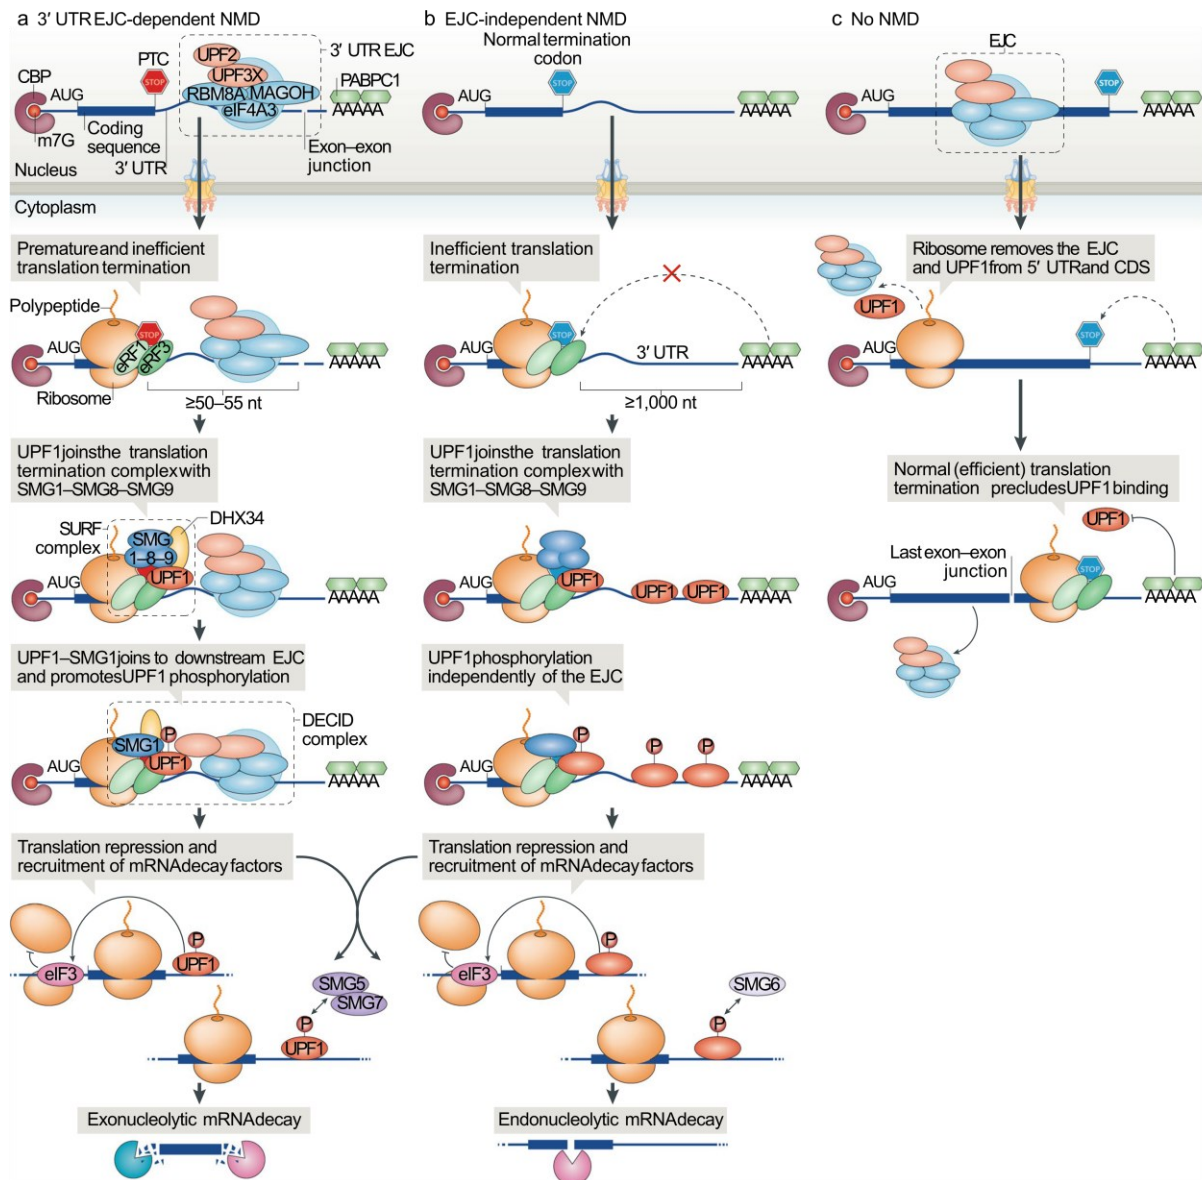 a 3′ UTR EJC-dependent NMD
UPF2
3′ UTR EJC
PTC
STOP
UPF3X
CBP
AUG
RBM8A
MAGOH
PABPC1
eIF4A3
AAAAA
m7G
Coding
sequence
3′ UTR
Exon–exon
junction
Nucleus
Cytoplasm
Premature and inefficient
translation termination
Polypeptide
STOP
AUG
eRF1
eRF3
AAAAA
Ribosome
≥50–55 nt
UPF1 joins the translation
termination complex with
SMG1–SMG8–SMG9
SURF
complex
SMG
1–8–9
DHX34
UPF1
AUG
AAAAA
UPF1–SMG1 joins to downstream EJC
and promotes UPF1 phosphorylation
P
DECID
complex
SMG1
UPF1
AUG
AAAAA
Translation repression and
recruitment of mRNA decay factors
P
eIF3
UPF1
SMG5
SMG7
P
UPF1
Exonucleolytic mRNA decay
b EJC-independent NMD
Normal termination
codon
STOP
AUG
AAAAA
Inefficient translation
termination
STOP
AUG
3′ UTR
AAAAA
≥1,000 nt
UPF1 joins the translation
termination complex with
SMG1–SMG8–SMG9
UPF1
UPF1
UPF1
AUG
AAAAA
UPF1 phosphorylation
independently of the EJC
P
P
P
AUG
AAAAA
Translation repression and
recruitment of mRNA decay factors
P
eIF3
SMG6
P
Endonucleolytic mRNA decay
c No NMD
EJC
STOP
AUG
AAAAA
Ribosome removes the EJC
and UPF1 from 5′ UTR and CDS
UPF1
STOP
AUG
AAAAA
Normal (efficient) translation
termination precludes UPF1 binding
UPF1
Last exon–exon
junction
STOP
AUG
AAAAA